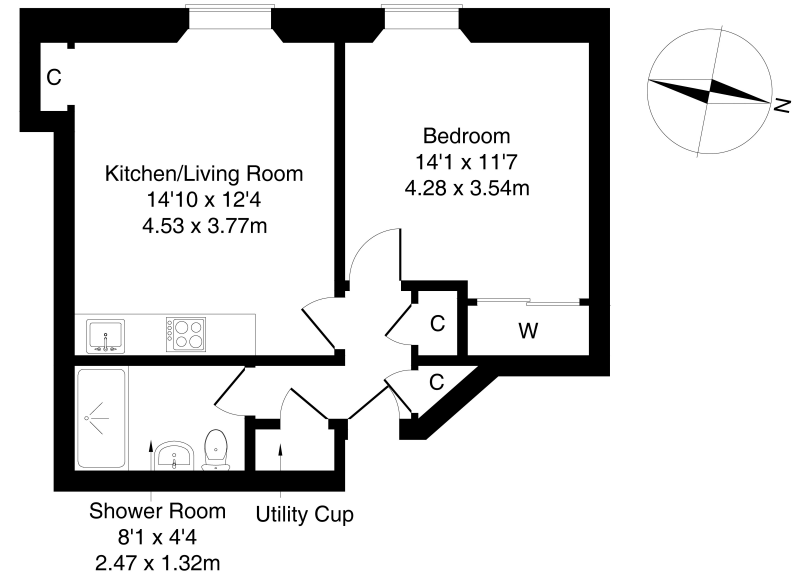 C
Kitchen/Living Room
14'10 x 12'4
4.53 x 3.77m
Bedroom
14'1 x 11'7
4.28 x 3.54m
N
C
W
C
Shower Room
8'1 x 4'4
2.47 x 1.32m
Utility Cup